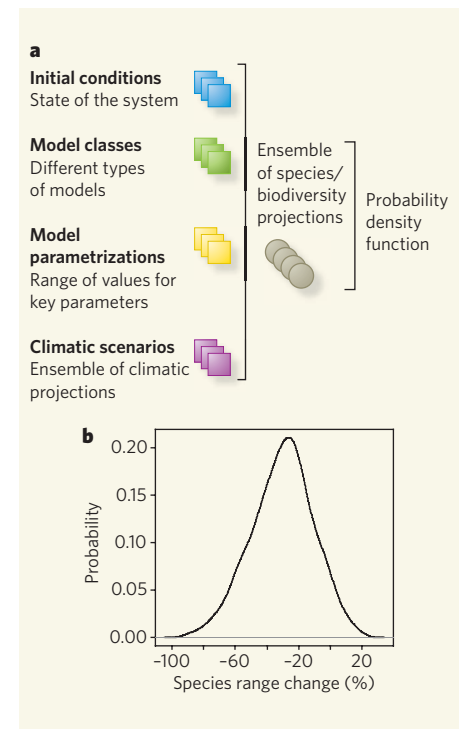 a
Initial conditions
State of the system
Model classes
Different types
of models
Model
parametrizations
Range of values for
key parameters
Climatic scenarios
Ensemble of climatic
projections
Ensemble
of species/
biodiversity
projections
Probability
density
function
b
Probability
0.20
0.15
0.10
0.05
0.00
-100 -60 -20 20
Species range change (%)